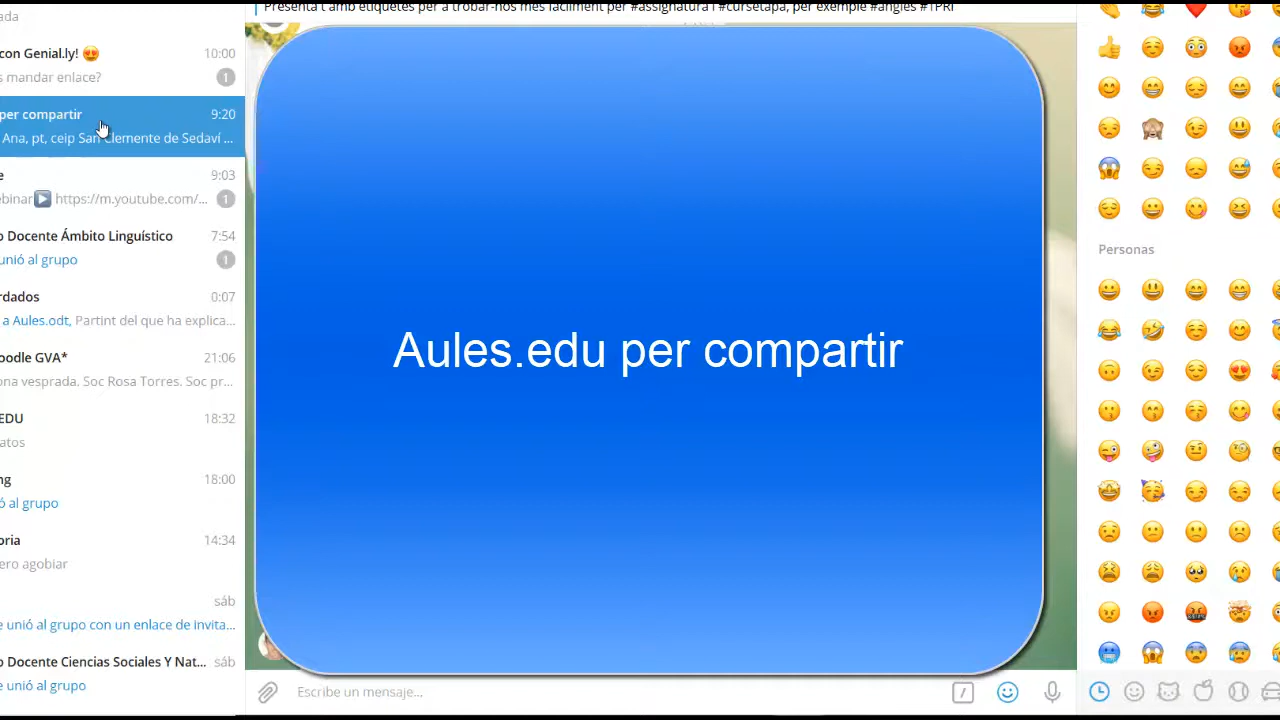 ada
con Genial.ly! 😍 10:00
s mandar enlace? 1
per compartir 9:20
Ana, pt, ceip San Clemente de Sedaví ...
e 9:03
ebinar▶ https://m.youtube.com/... 1
o Docente Ámbito Linguístico 7:54
unió al grupo 1
rdados 0:07
a Aules.odt, Partint del que ha explica...
oodle GVA* 21:06
ona vesprada. Soc Rosa Torres. Soc pr...
EDU 18:32
atos
ng 18:00
ó al grupo
oria 14:34
ero agobiar
sáb
e unió al grupo con un enlace de invita...
o Docente Ciencias Sociales Y Nat... sáb
e unió al grupo
Presenta't amb etiquetes per a trobar-nos més fàcilment per #assignatura i #cursetapa, per exemple #anglés #1PRI
Aules.edu per compartir
Escribe un mensaje...
Personas